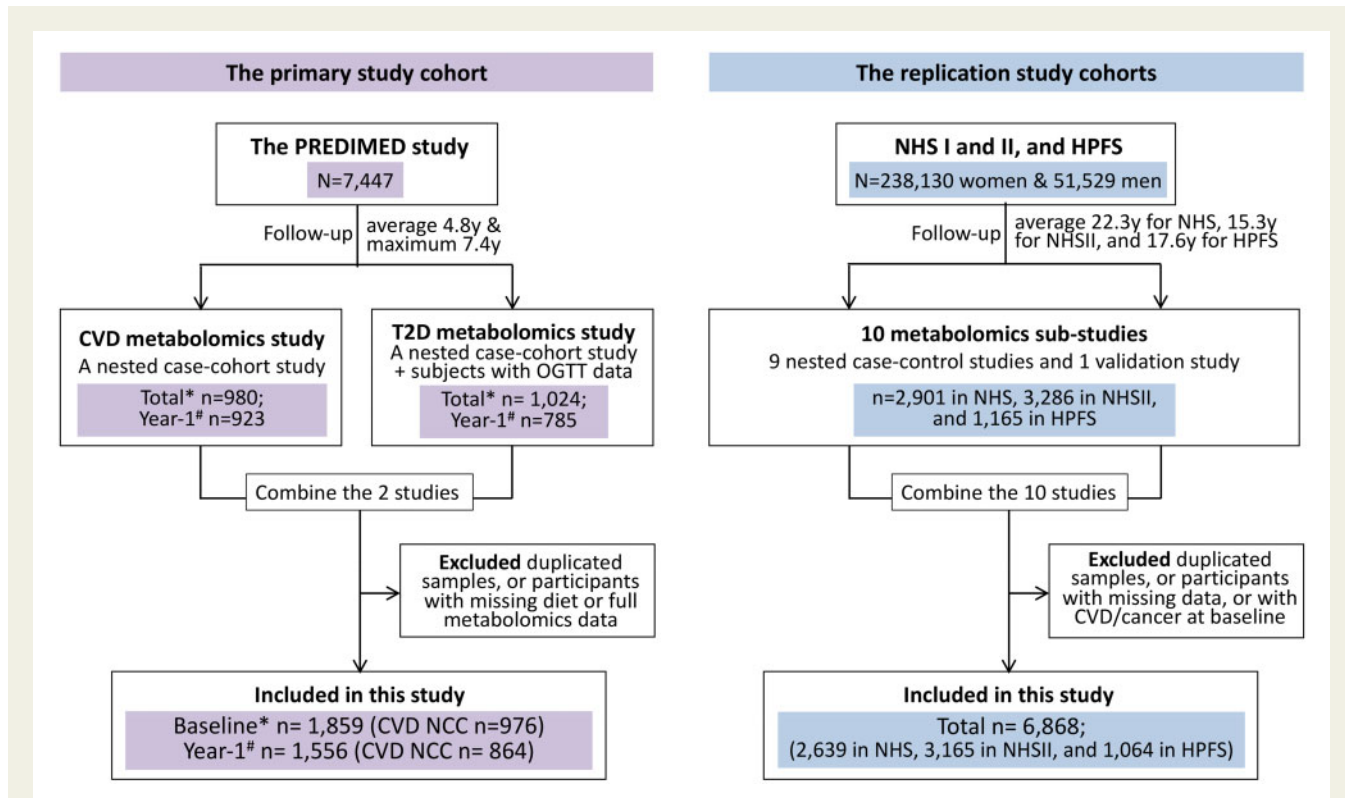 The primary study cohort
The PREDIMED study
N=7,447
Follow-up
average 4.8y &
maximum 7.4y
CVD metabolomics study
A nested case-cohort study
Total* n=980;
Year-1# n=923
T2D metabolomics study
A nested case-cohort study
+ subjects with OGTT data
Total* n= 1,024;
Year-1# n=785
Combine the 2 studies
Excluded duplicated
samples, or participants
with missing diet or full
metabolomics data
Included in this study
Baseline* n= 1,859 (CVD NCC n=976)
Year-1# n= 1,556 (CVD NCC n= 864)
The replication study cohorts
NHS I and II, and HPFS
N=238,130 women & 51,529 men
Follow-up
average 22.3y for NHS, 15.3y
for NHSII, and 17.6y for HPFS
10 metabolomics sub-studies
9 nested case-control studies and 1 validation study
n=2,901 in NHS, 3,286 in NHSII,
and 1,165 in HPFS
Combine the 10 studies
Excluded duplicated
samples, or participants
with missing data, or with
CVD/cancer at baseline
Included in this study
Total n= 6,868;
(2,639 in NHS, 3,165 in NHSII, and 1,064 in HPFS)